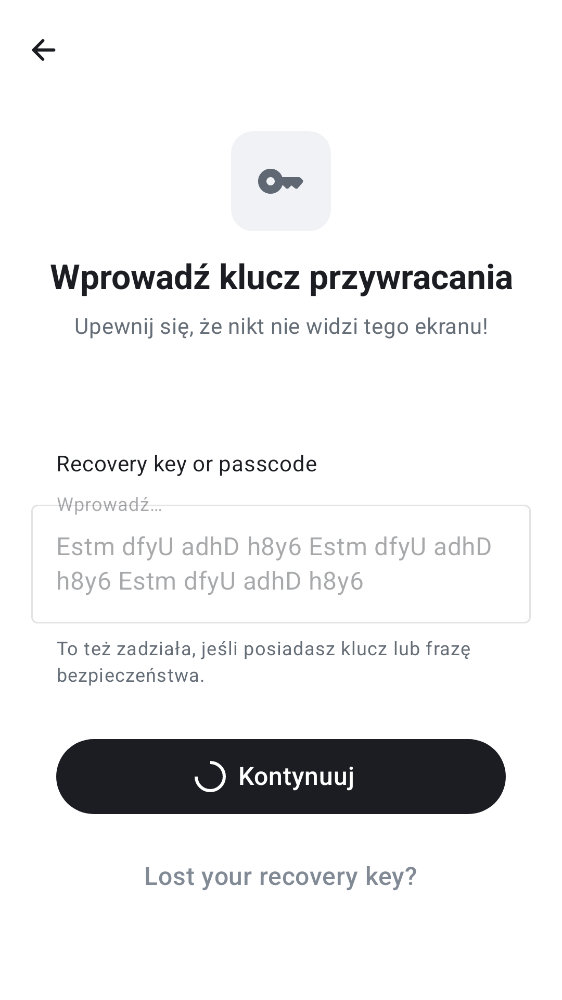 Wprowadź klucz przywracania
Upewnij się, że nikt nie widzi tego ekranu!
Recovery key or passcode
Wprowadź...
Estm dfyU adhD h8y6 Estm dfyU adhD
h8y6 Estm dfyU adhD h8y6
To też zadziała, jeśli posiadasz klucz lub frazę
bezpieczeństwa.
Kontynuuj
Lost your recovery key?